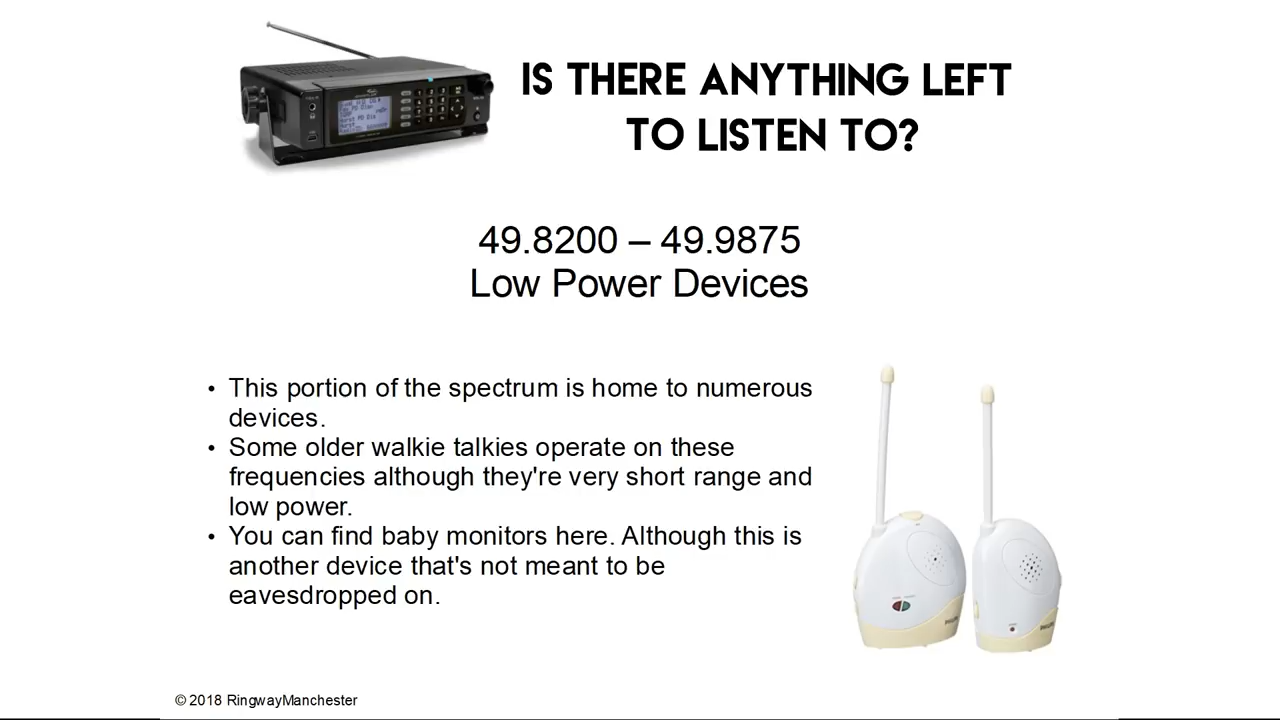 IS THERE ANYTHING LEFT
TO LISTEN TO?
49.8200 – 49.9875
Low Power Devices
• This portion of the spectrum is home to numerous
devices.
• Some older walkie talkies operate on these
frequencies although they're very short range and
low power.
• You can find baby monitors here. Although this is
another device that's not meant to be
eavesdropped on.
© 2018 RingwayManchester